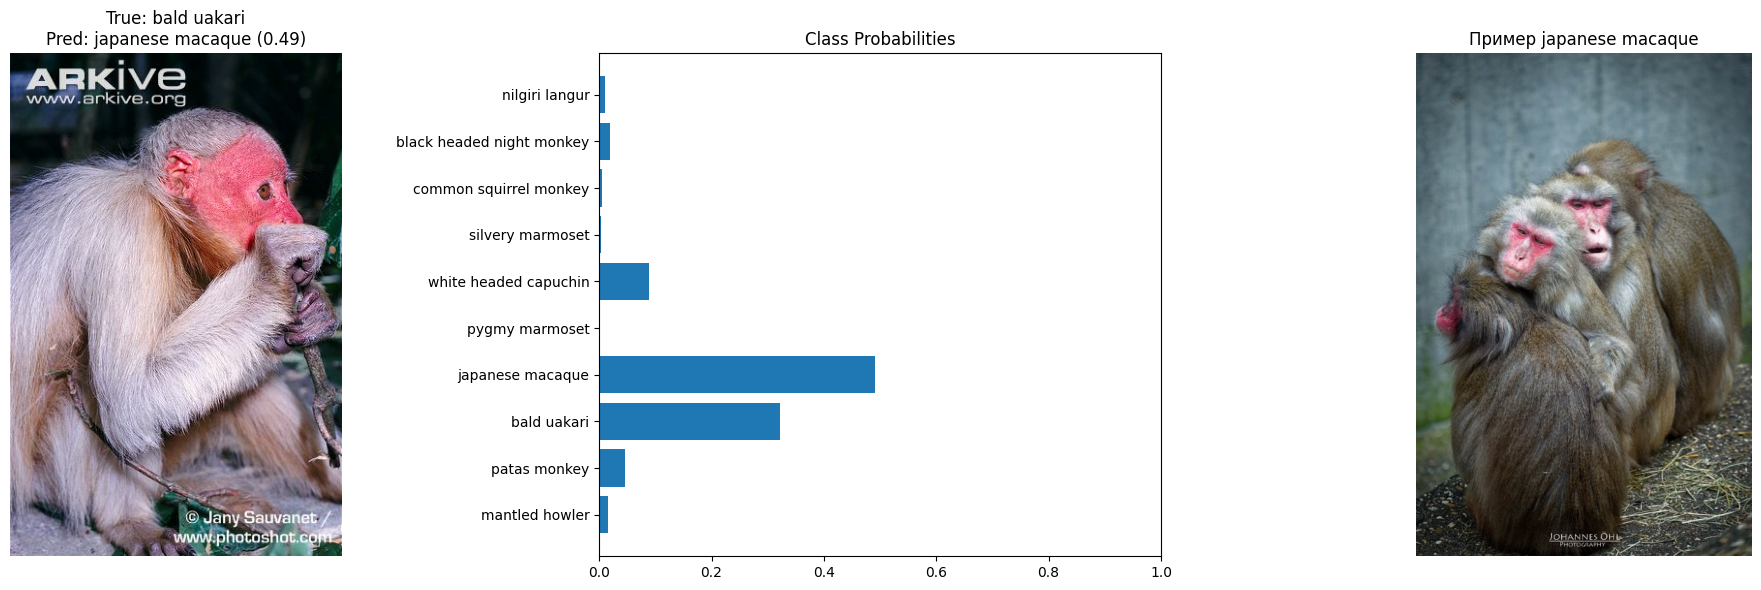 True: bald uakari
Pred: japanese macaque (0.49)
ARKive
www.arkive.org
© Jany Sauvanet /
www.photoshot.com
Class Probabilities
nilgiri langur
black headed night monkey
common squirrel monkey
silvery marmoset
white headed capuchin
pygmy marmoset
japanese macaque
bald uakari
patas monkey
mantled howler
0.0 0.2 0.4 0.6 0.8 1.0
Пример japanese macaque
JOHANNES OHL
PHOTOGRAPHY